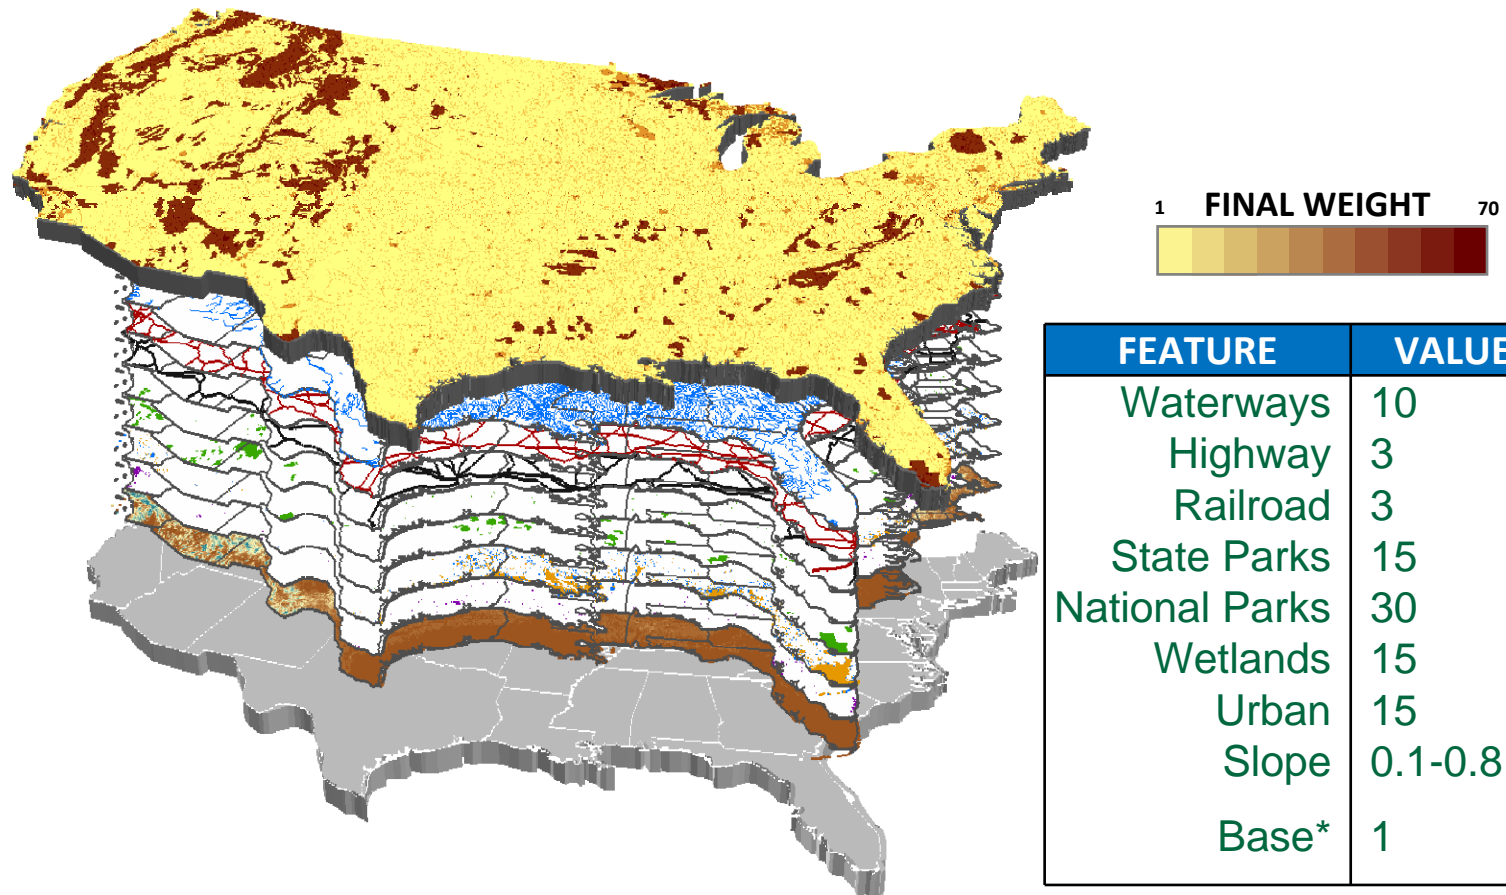 1 FINAL WEIGHT 70
FEATURE VALUE
Waterways 10
Highway 3
Railroad 3
State Parks 15
National Parks 30
Wetlands 15
Urban 15
Slope 0.1-0.8
Base* 1